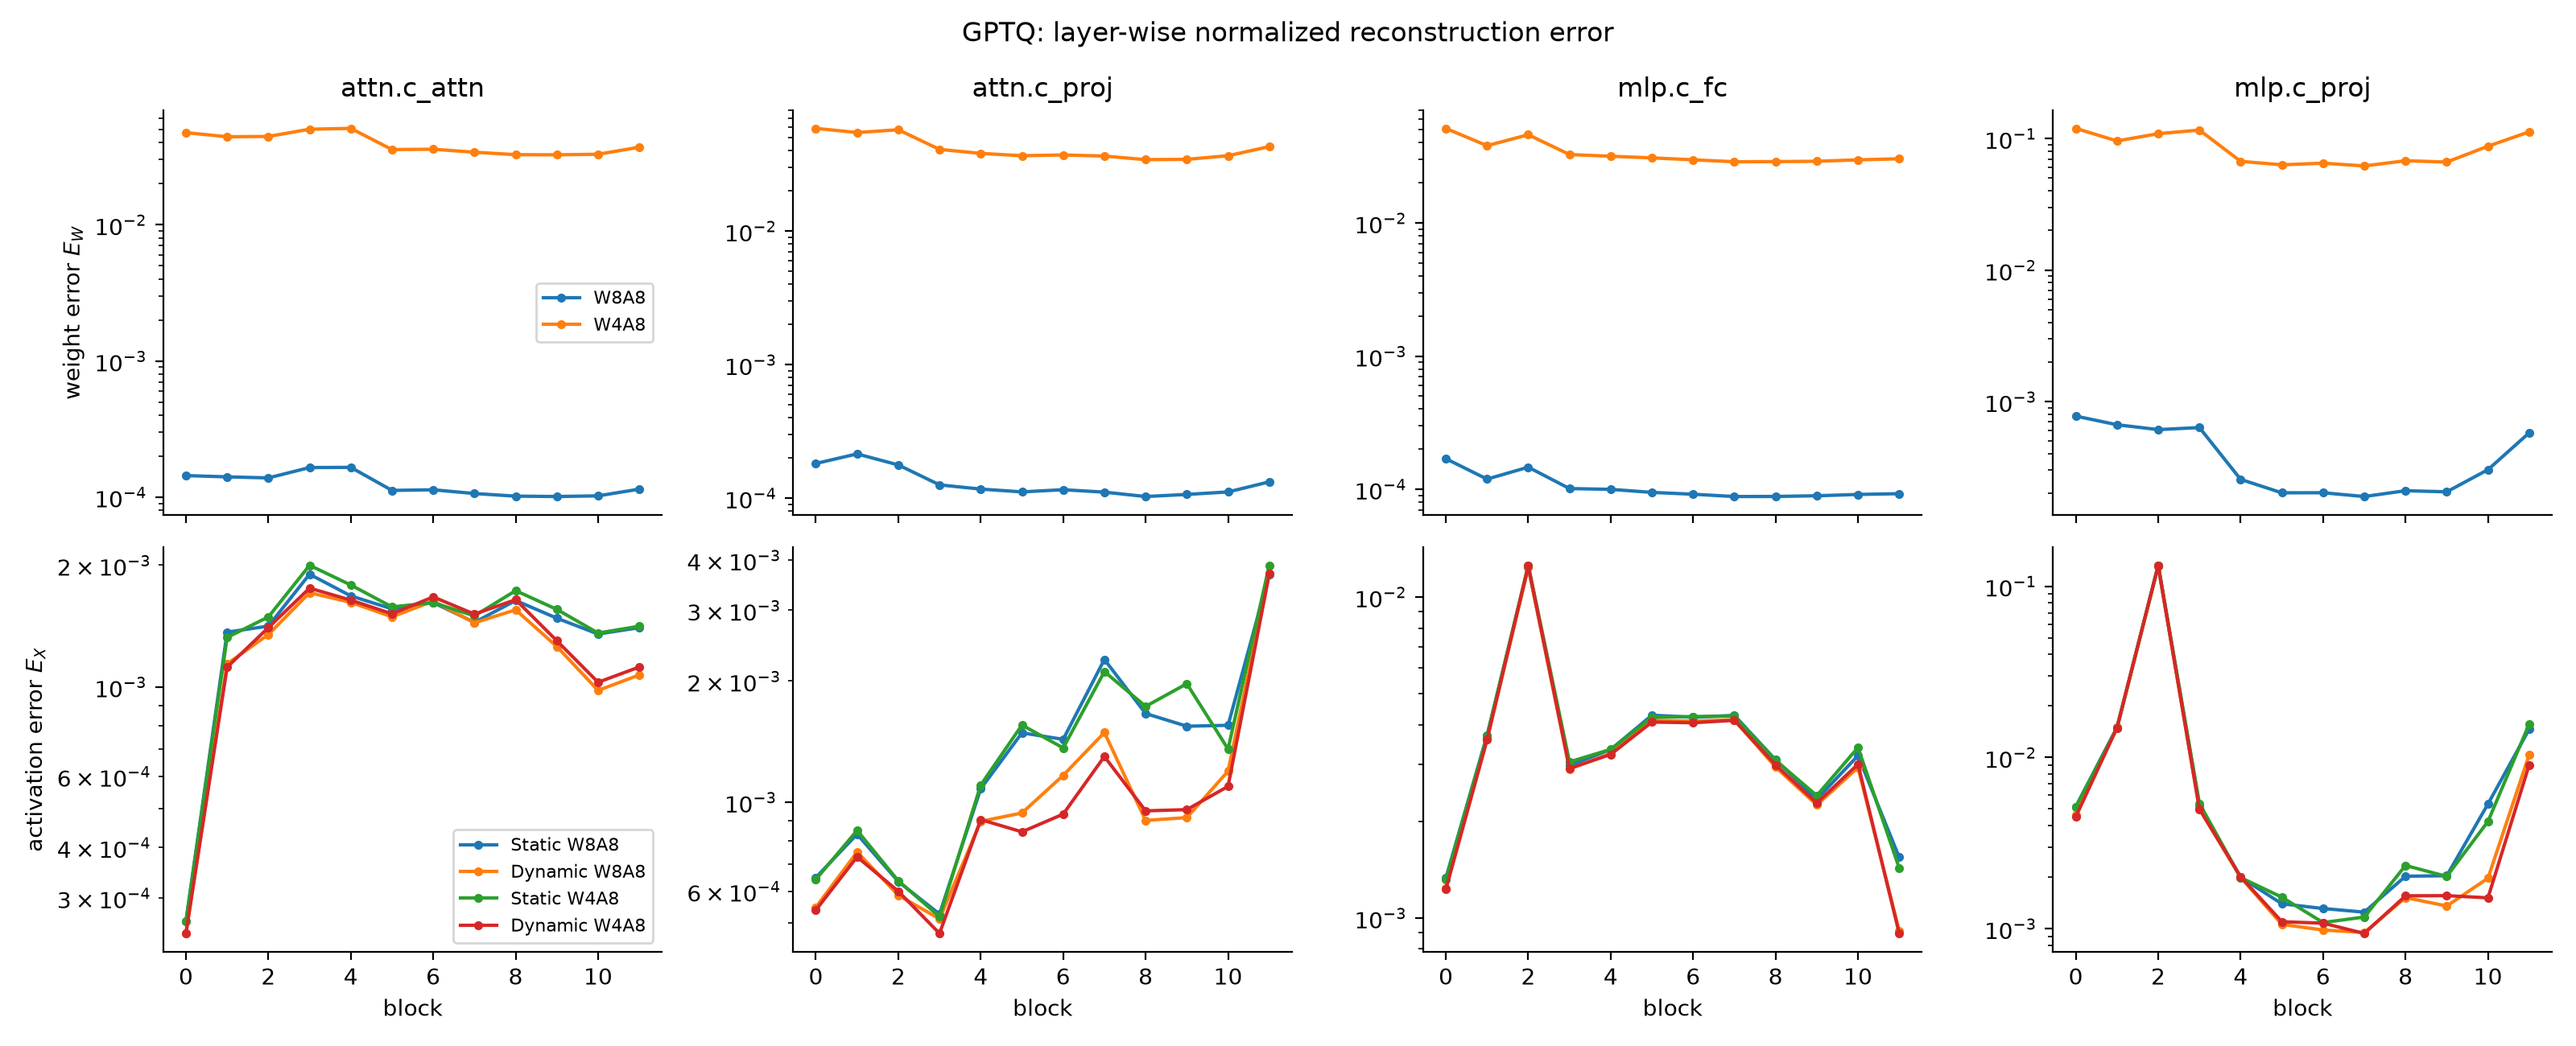 GPTQ: layer-wise normalized reconstruction error
attn.c_attn
attn.c_proj
mlp.c_fc
mlp.c_proj
weight error E_W
10^{-2}
10^{-3}
10^{-4}
W8A8
W4A8
10^{-2}
10^{-3}
10^{-4}
10^{-2}
10^{-3}
10^{-4}
10^{-1}
10^{-2}
10^{-3}
activation error E_X
2 × 10^{-3}
10^{-3}
6 × 10^{-4}
4 × 10^{-4}
3 × 10^{-4}
Static W8A8
Dynamic W8A8
Static W4A8
Dynamic W4A8
0 2 4 6 8 10
block
4 × 10^{-3}
3 × 10^{-3}
2 × 10^{-3}
10^{-3}
6 × 10^{-4}
0 2 4 6 8 10
block
10^{-2}
10^{-3}
0 2 4 6 8 10
block
10^{-1}
10^{-2}
10^{-3}
0 2 4 6 8 10
block